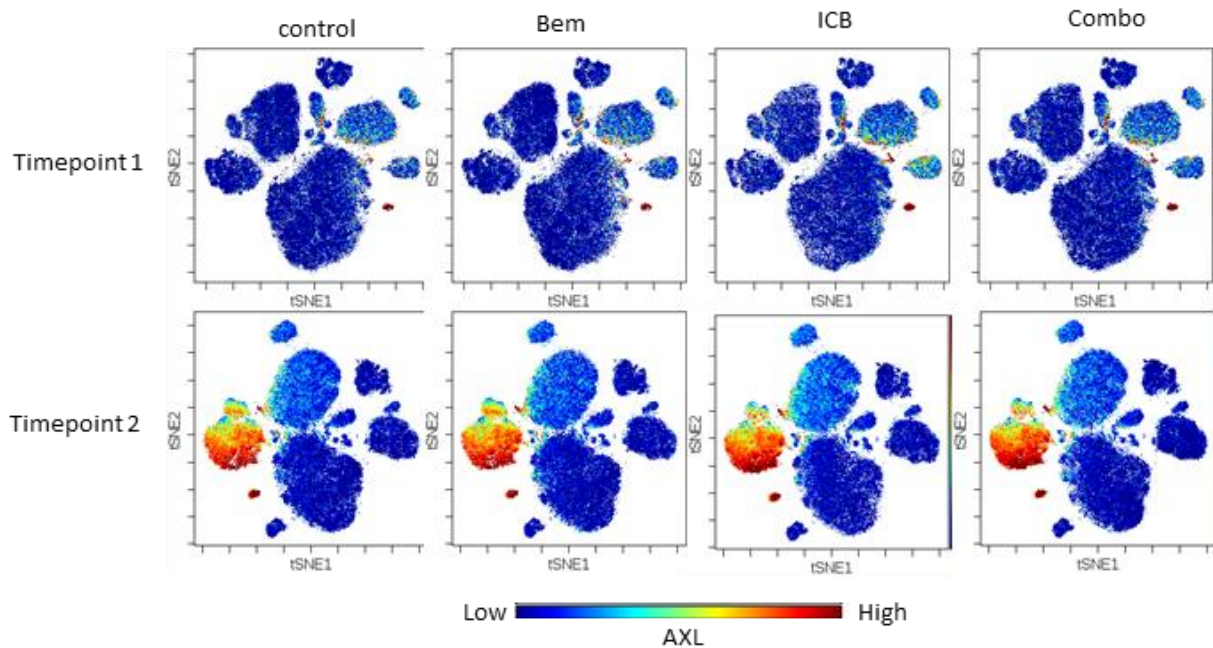 control Bem ICB Combo
Timepoint 1
tSNE2 tSNE2 tSNE2 tSNE2
tSNE1 tSNE1 tSNE1 tSNE1
Timepoint 2
tSNE2 tSNE2 tSNE2 tSNE2
tSNE1 tSNE1 tSNE1 tSNE1
Low High
AXL